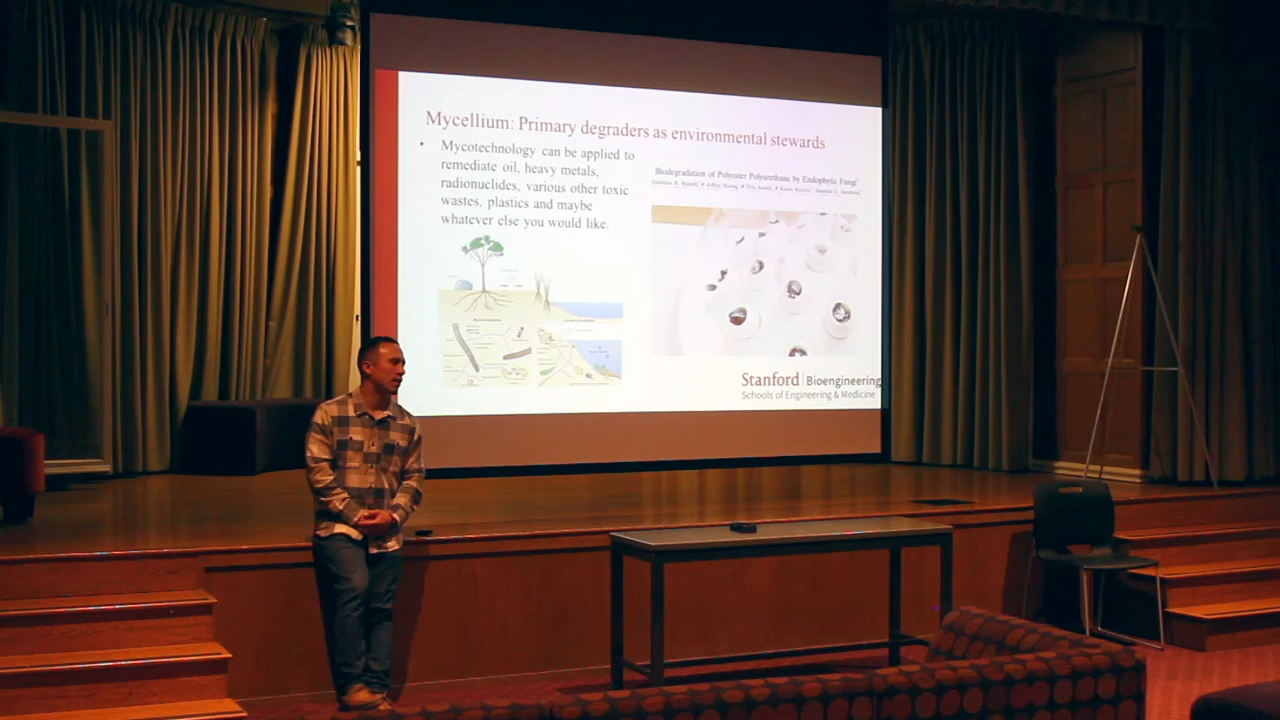 Mycellium: Primary degraders as environmental stewards
• Mycotechnology can be applied to
remediate oil, heavy metals,
radionuclides, various other toxic
wastes, plastics and maybe
whatever else you would like.
Biodegradation of Polyester Polyurethane by Endophytic Fungi
Stanford | Bioengineering
Schools of Engineering & Medicine